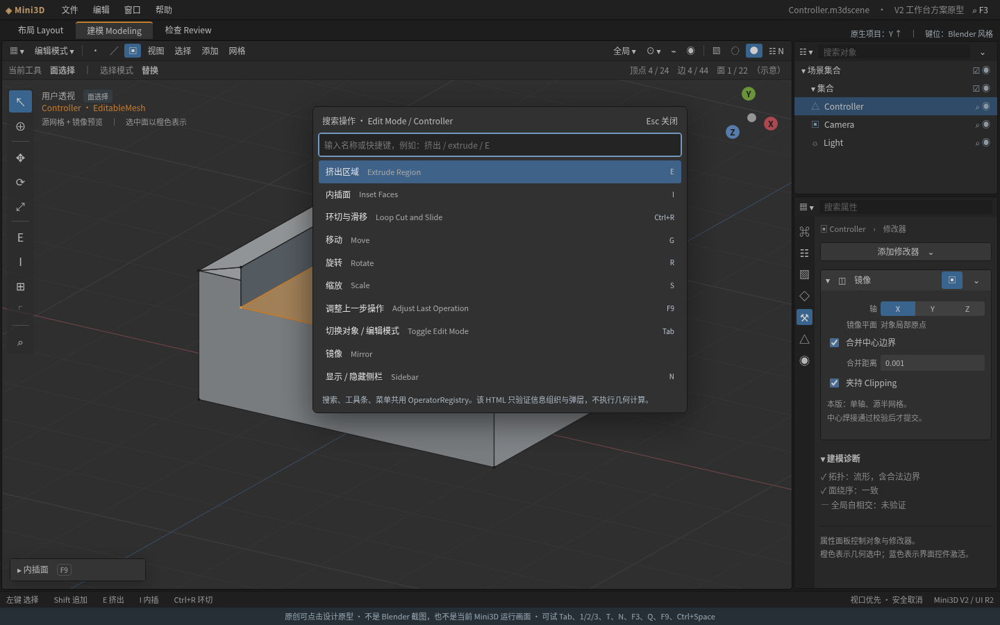 ◈ Mini3D 文件 编辑 窗口 帮助 Controller.m3dscene • V2 工作台方案原型 ⌕ F3
布局 Layout 建模 Modeling 检查 Review 原生项目：Y ↑ | 键位：Blender 风格
编辑模式 ▾ 视图 选择 添加 网格 全局 ▾ N
当前工具 面选择 | 选择模式 替换 顶点 4 / 24 边 4 / 44 面 1 / 22 （示意）
用户透视 面选择
Controller • EditableMesh
源网格 + 镜像预览 | 选中面以橙色表示
Y
X
Z
E
I
搜索操作 • Edit Mode / Controller Esc 关闭
输入名称或快捷键，例如：挤出 / extrude / E
挤出区域 Extrude Region E
内插面 Inset Faces I
环切与滑移 Loop Cut and Slide Ctrl+R
移动 Move G
旋转 Rotate R
缩放 Scale S
调整上一步操作 Adjust Last Operation F9
切换对象 / 编辑模式 Toggle Edit Mode Tab
镜像 Mirror
显示 / 隐藏侧栏 Sidebar N
搜索、工具条、菜单共用 OperatorRegistry。该 HTML 只验证信息组织与弹层，不执行几何计算。
▸ 内插面 F9
搜索对象
▾ 场景集合
▾ 集合
Controller
Camera
Light
搜索属性
Controller › 修改器
添加修改器
▾ 镜像
轴 X Y Z
镜像平面 对象局部原点
合并中心边界
合并距离 0.001
夹持 Clipping
本版：单轴、源半网格。
中心焊接通过校验后才提交。
▾ 建模诊断
✓ 拓扑：流形，含合法边界
✓ 面绕序：一致
— 全局自相交：未验证
属性面板控制对象与修改器。
橙色表示几何选中；蓝色表示界面控件激活。
左键 选择 Shift 追加 E 挤出 I 内插 Ctrl+R 环切 视口优先 • 安全取消 Mini3D V2 / UI R2
原创可点击设计原型 • 不是 Blender 截图，也不是当前 Mini3D 运行画面 • 可试 Tab、1/2/3、T、N、F3、Q、F9、Ctrl+Space